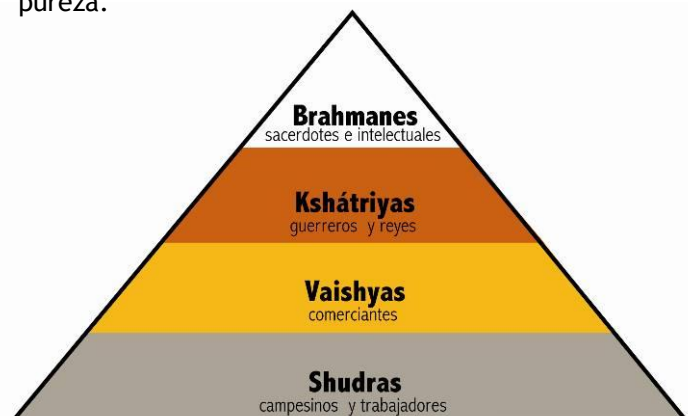 pureza.
Brahmanes
sacerdotes e intelectuales
Kshátriyas
guerreros y reyes
Vaishyas
comerciantes
Shudras
campesinos y trabajadores